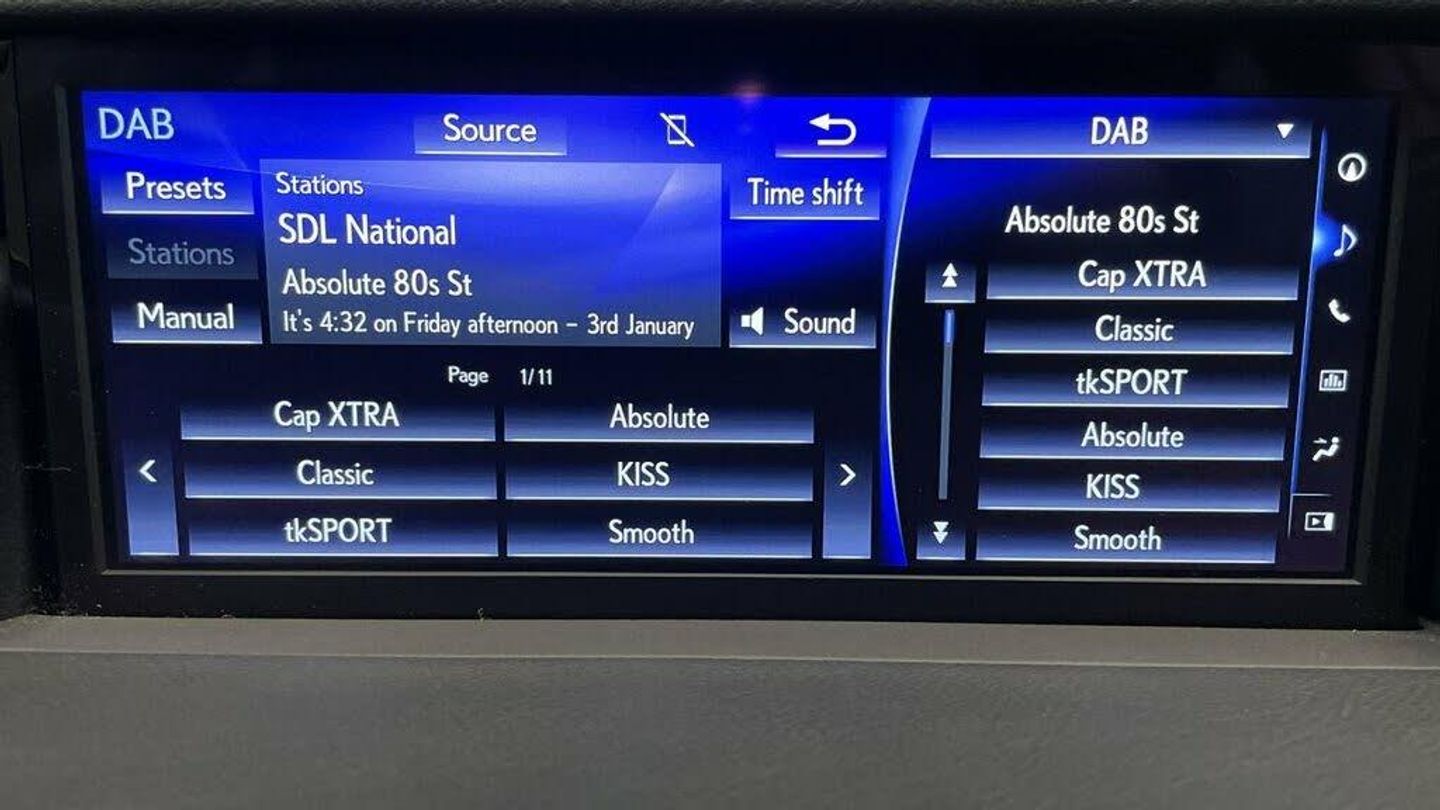 DAB
Source
DAB
Presets
Stations
Time shift
SDL National
Absolute 80s St
Stations
Absolute 80s St
Manual
It's 4:32 on Friday afternoon – 3rd January
Sound
Page 1/11
Cap XTRA
Absolute
Classic
KISS
tkSPORT
Smooth
Cap XTRA
Classic
tkSPORT
Absolute
KISS
Smooth